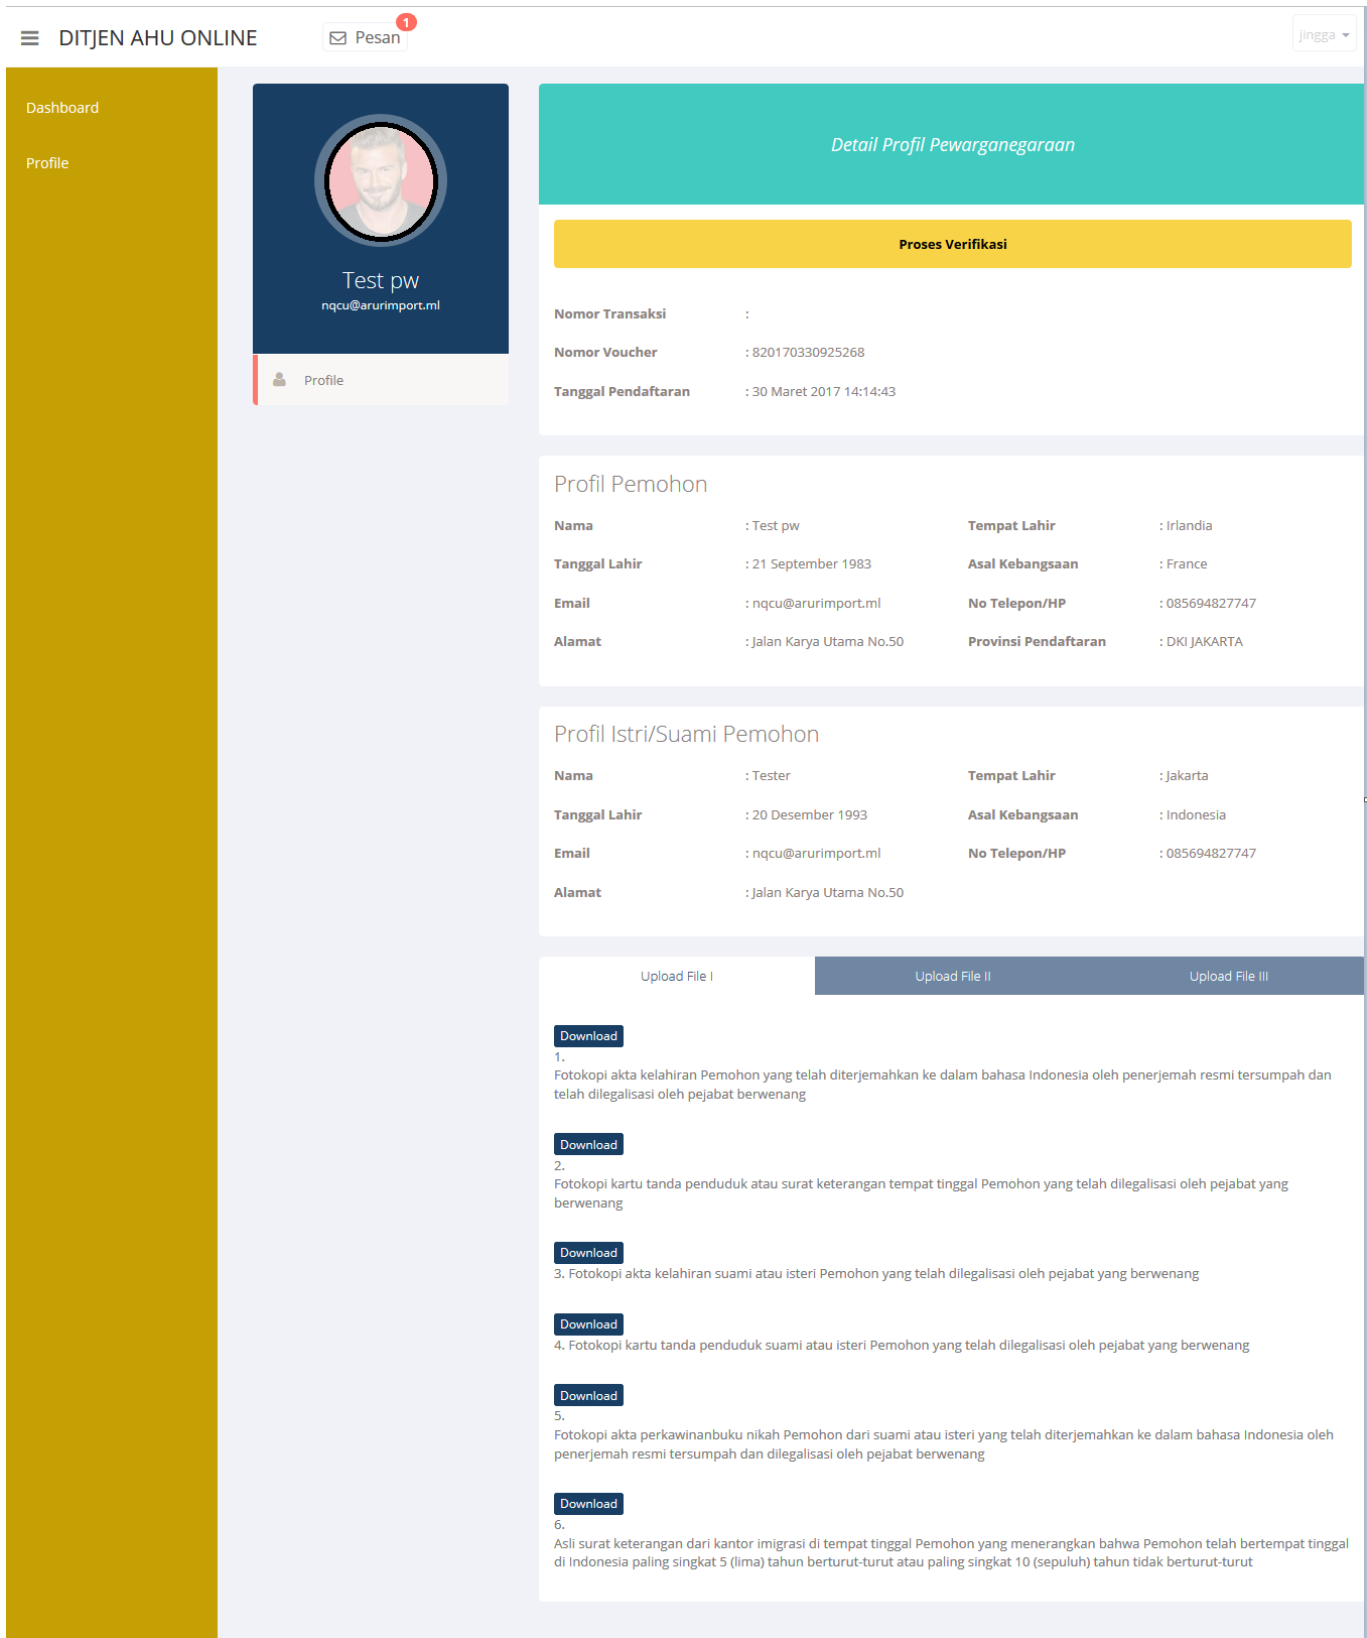 DITJEN AHU ONLINE
Pesan
1
jingga
Dashboard
Profile
Test pw
nqcu@arurimport.ml
Profile
Detail Profil Pewarganegaraan
Proses Verifikasi
Nomor Transaksi :
Nomor Voucher : 820170330925268
Tanggal Pendaftaran : 30 Maret 2017 14:14:43
Profil Pemohon
Nama : Test pw Tempat Lahir : Irlandia
Tanggal Lahir : 21 September 1983 Asal Kebangsaan : France
Email : nqcu@arurimport.ml No Telepon/HP : 085694827747
Alamat : Jalan Karya Utama No.50 Provinsi Pendaftaran : DKI JAKARTA
Profil Istri/Suami Pemohon
Nama : Tester Tempat Lahir : Jakarta
Tanggal Lahir : 20 Desember 1993 Asal Kebangsaan : Indonesia
Email : nqcu@arurimport.ml No Telepon/HP : 085694827747
Alamat : Jalan Karya Utama No.50
Upload File I Upload File II Upload File III
Download
1.
Fotokopi akta kelahiran Pemohon yang telah diterjemahkan ke dalam bahasa Indonesia oleh penerjemah resmi tersumpah dan
telah dilegalisasi oleh pejabat berwenang
Download
2.
Fotokopi kartu tanda penduduk atau surat keterangan tempat tinggal Pemohon yang telah dilegalisasi oleh pejabat yang
berwenang
Download
3. Fotokopi akta kelahiran suami atau isteri Pemohon yang telah dilegalisasi oleh pejabat yang berwenang
Download
4. Fotokopi kartu tanda penduduk suami atau isteri Pemohon yang telah dilegalisasi oleh pejabat yang berwenang
Download
5.
Fotokopi akta perkawinanbuku nikah Pemohon dari suami atau isteri yang telah diterjemahkan ke dalam bahasa Indonesia oleh
penerjemah resmi tersumpah dan dilegalisasi oleh pejabat berwenang
Download
6.
Asli surat keterangan dari kantor imigrasi di tempat tinggal Pemohon yang menerangkan bahwa Pemohon telah bertempat tinggal
di Indonesia paling singkat 5 (lima) tahun berturut-turut atau paling singkat 10 (sepuluh) tahun tidak berturut-turut